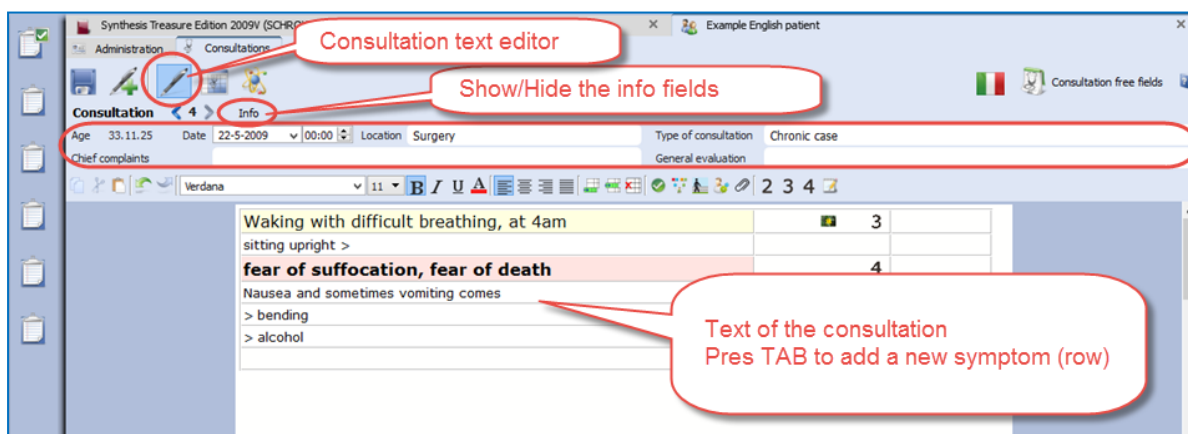 Synthesis Treasure Edition 2009V (SCHRO
Example English patient
Administration
Consultations
Consultation text editor
Show/Hide the info fields
Consultation free fields
Consultation 4 Info
Age 33.11.25 Date 22-5-2009 00:00 Location Surgery Type of consultation Chronic case
Chief complaints General evaluation
Verdana 11 B I U A 2 3 4
Waking with difficult breathing, at 4am 3
sitting upright >
fear of suffocation, fear of death 4
Nausea and sometimes vomiting comes
> bending
> alcohol
Text of the consultation
Pres TAB to add a new symptom (row)